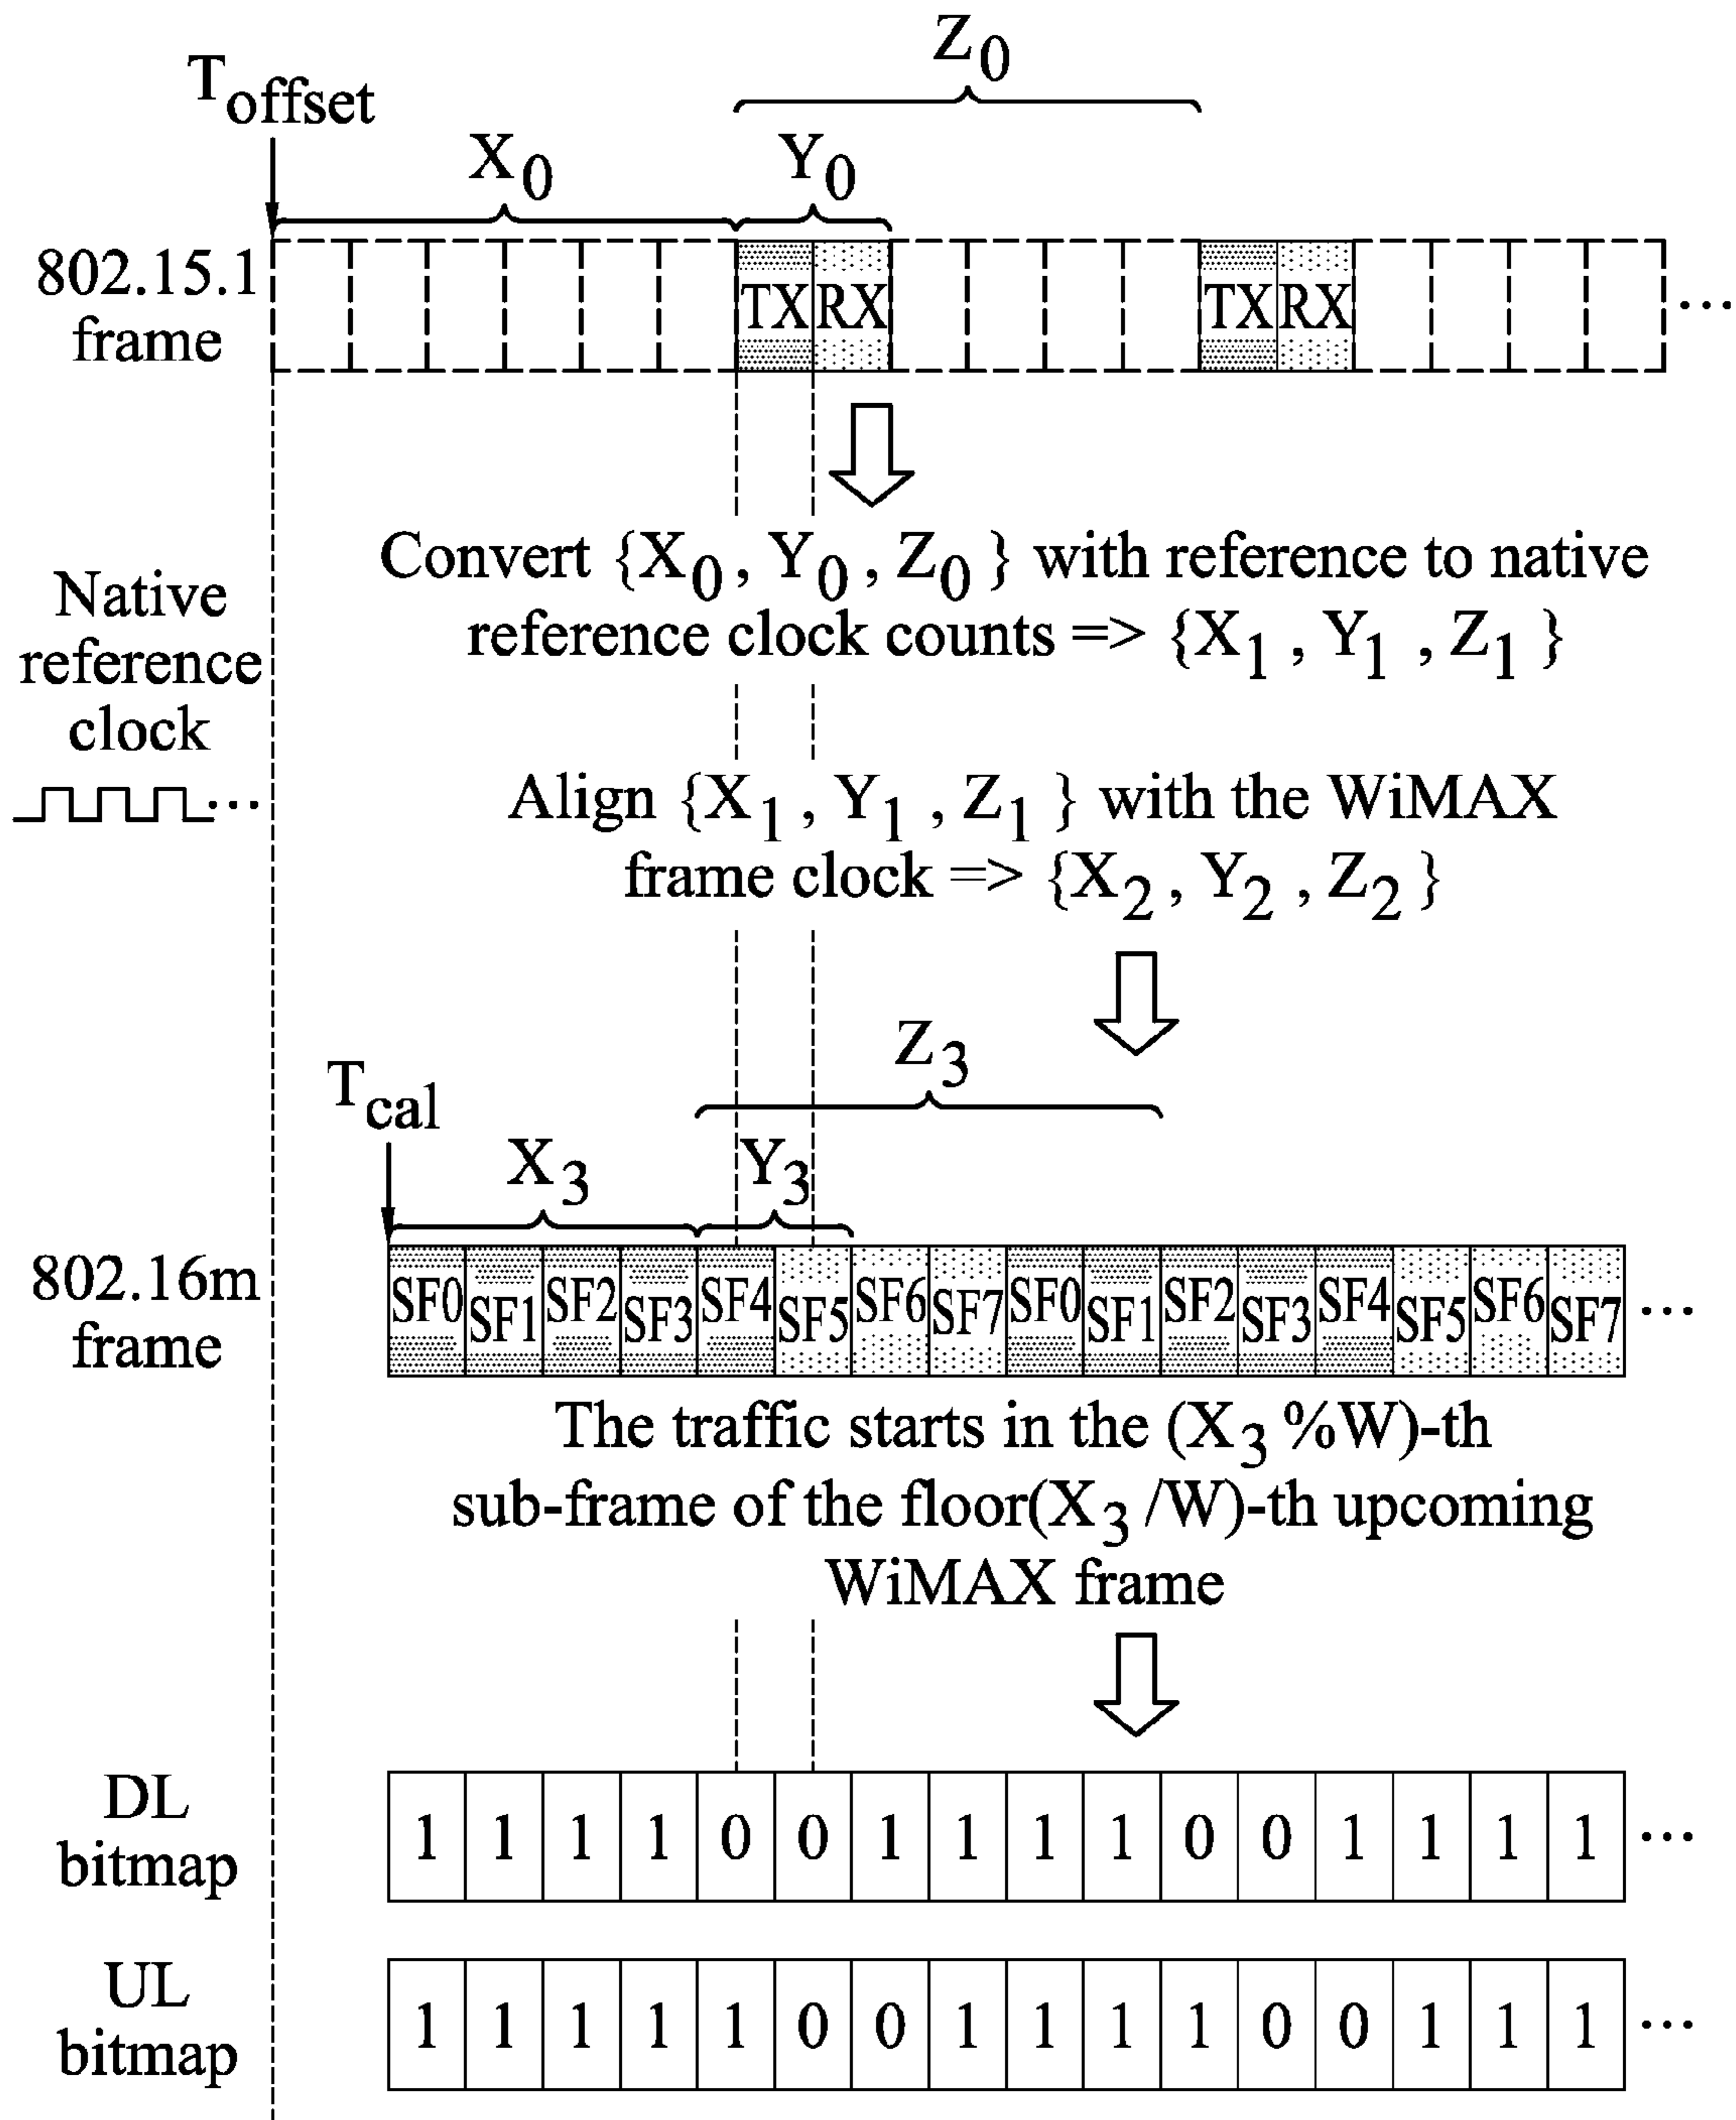 Z0
Toffset
X0 Y0
802.15.1
frame
TX RX TX RX ...
Convert {X0 , Y0 , Z0 } with reference to native
reference clock counts => {X1 , Y1 , Z1 }
Native
reference
clock
...
Align {X1 , Y1 , Z1 } with the WiMAX
frame clock => {X2 , Y2 , Z2 }
Z3
Tcal
X3 Y3
802.16m
frame
SF0 SF1 SF2 SF3 SF4 SF5 SF6 SF7 SF0 SF1 SF2 SF3 SF4 SF5 SF6 SF7 ...
The traffic starts in the (X3 %W)-th
sub-frame of the floor(X3 /W)-th upcoming
WiMAX frame
DL
bitmap
1 1 1 1 0 0 1 1 1 1 0 0 1 1 1 1 ...
UL
bitmap
1 1 1 1 1 0 0 1 1 1 1 0 0 1 1 1 ...